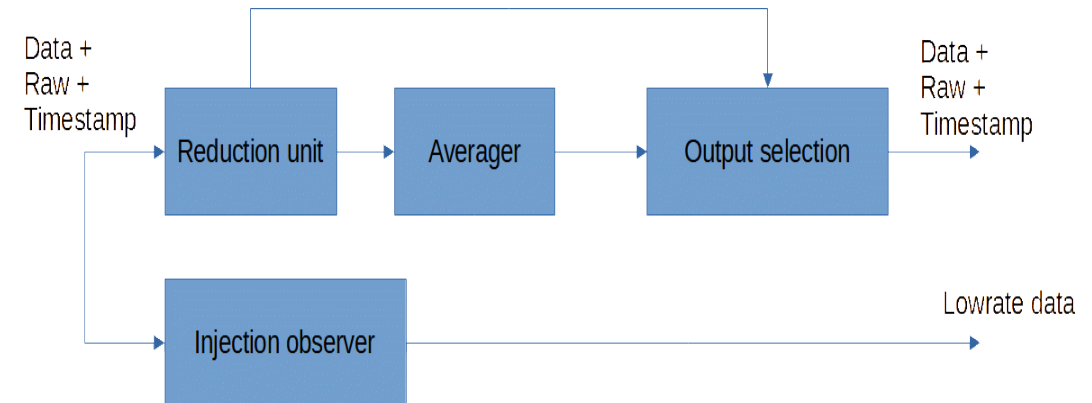 Data +
Raw +
Timestamp
Reduction unit
Averager
Output selection
Data +
Raw +
Timestamp
Injection observer
Lowrate data